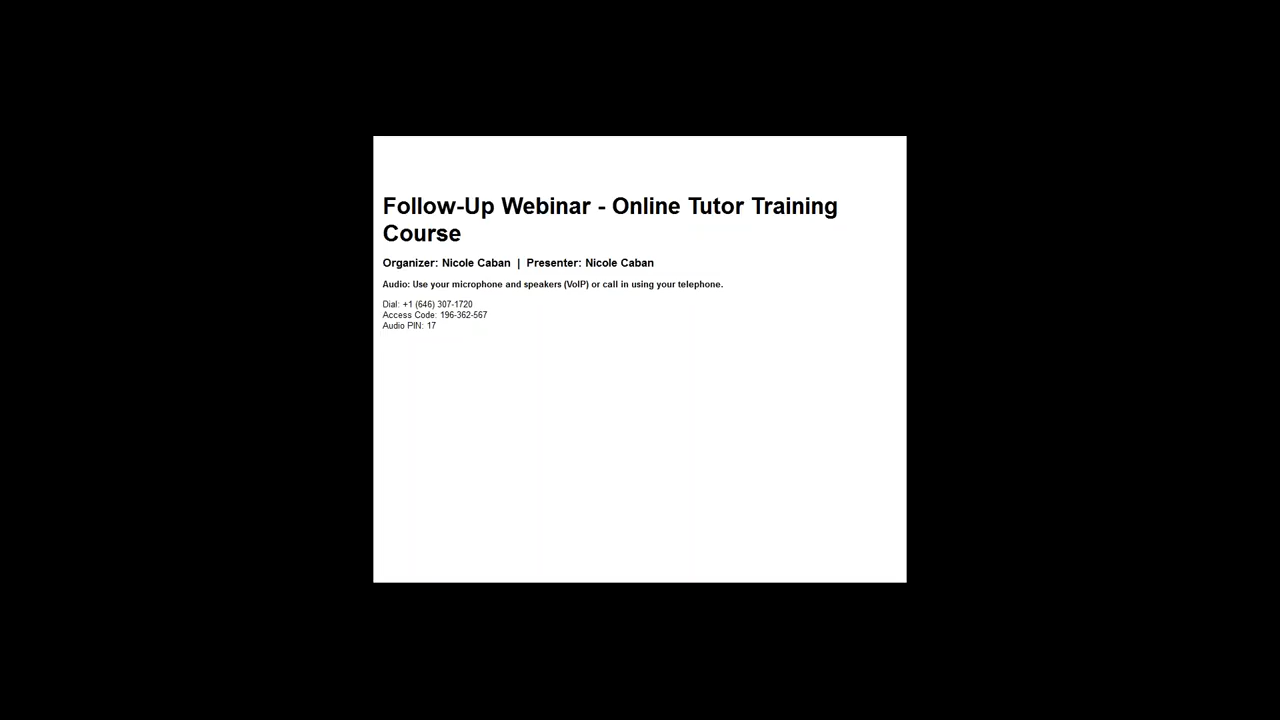 Follow-Up Webinar - Online Tutor Training
Course
Organizer: Nicole Caban | Presenter: Nicole Caban
Audio: Use your microphone and speakers (VoIP) or call in using your telephone.
Dial: +1 (646) 307-1720
Access Code: 196-362-567
Audio PIN: 17